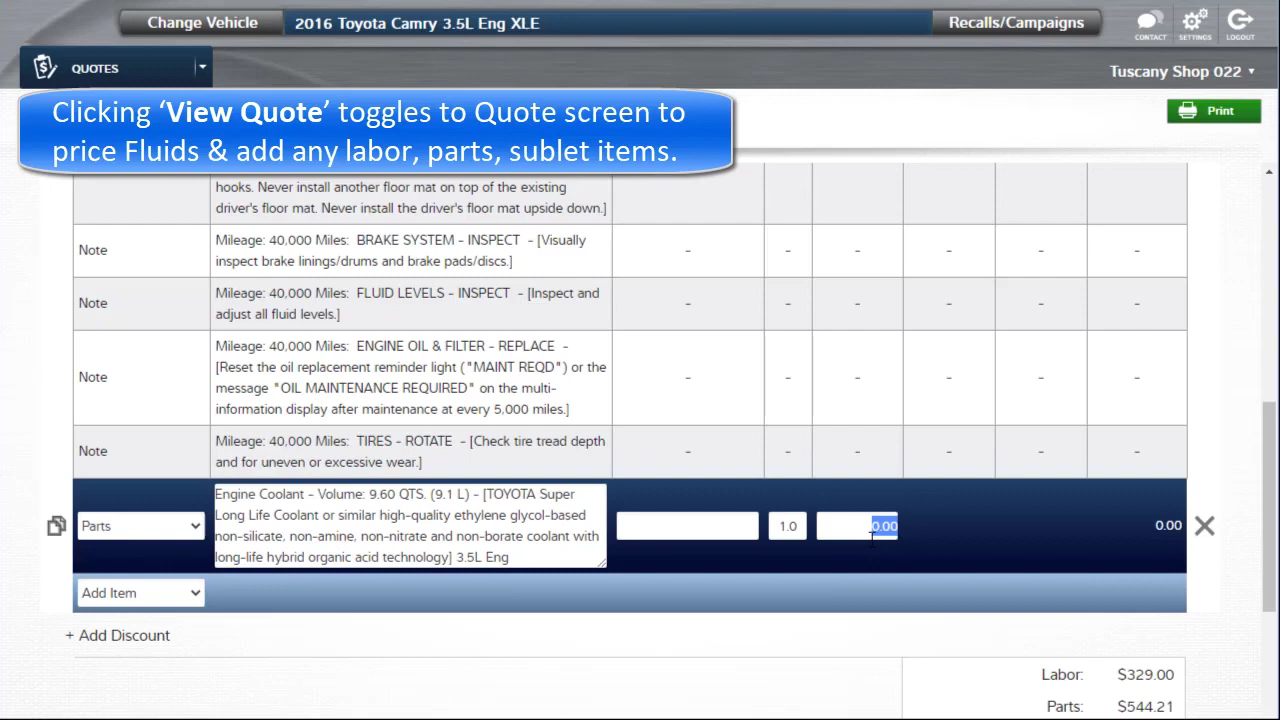 Change Vehicle
2016 Toyota Camry 3.5L Eng XLE
Recalls/Campaigns
CONTACT
SETTINGS
LOGOUT
QUOTES
Tuscany Shop 022
Clicking ‘View Quote’ toggles to Quote screen to
price Fluids & add any labor, parts, sublet items.
Print
hooks. Never install another floor mat on top of the existing
driver's floor mat. Never install the driver's floor mat upside down.]
Note
Mileage: 40,000 Miles: BRAKE SYSTEM - INSPECT - [Visually
inspect brake linings/drums and brake pads/discs.]
- - - - - -
Note
Mileage: 40,000 Miles: FLUID LEVELS - INSPECT - [Inspect and
adjust all fluid levels.]
- - - - - -
Note
Mileage: 40,000 Miles: ENGINE OIL & FILTER - REPLACE -
[Reset the oil replacement reminder light ("MAINT REQD") or the
message "OIL MAINTENANCE REQUIRED" on the multi-
information display after maintenance at every 5,000 miles.]
- - - - - -
Note
Mileage: 40,000 Miles: TIRES - ROTATE - [Check tire tread depth
and for uneven or excessive wear.]
- - - - - -
Parts
Engine Coolant - Volume: 9.60 QTS. (9.1 L) - [TOYOTA Super
Long Life Coolant or similar high-quality ethylene glycol-based
non-silicate, non-amine, non-nitrate and non-borate coolant with
long-life hybrid organic acid technology] 3.5L Eng
1.0
0.00
0.00
Add Item
+ Add Discount
Labor: $329.00
Parts: $544.21